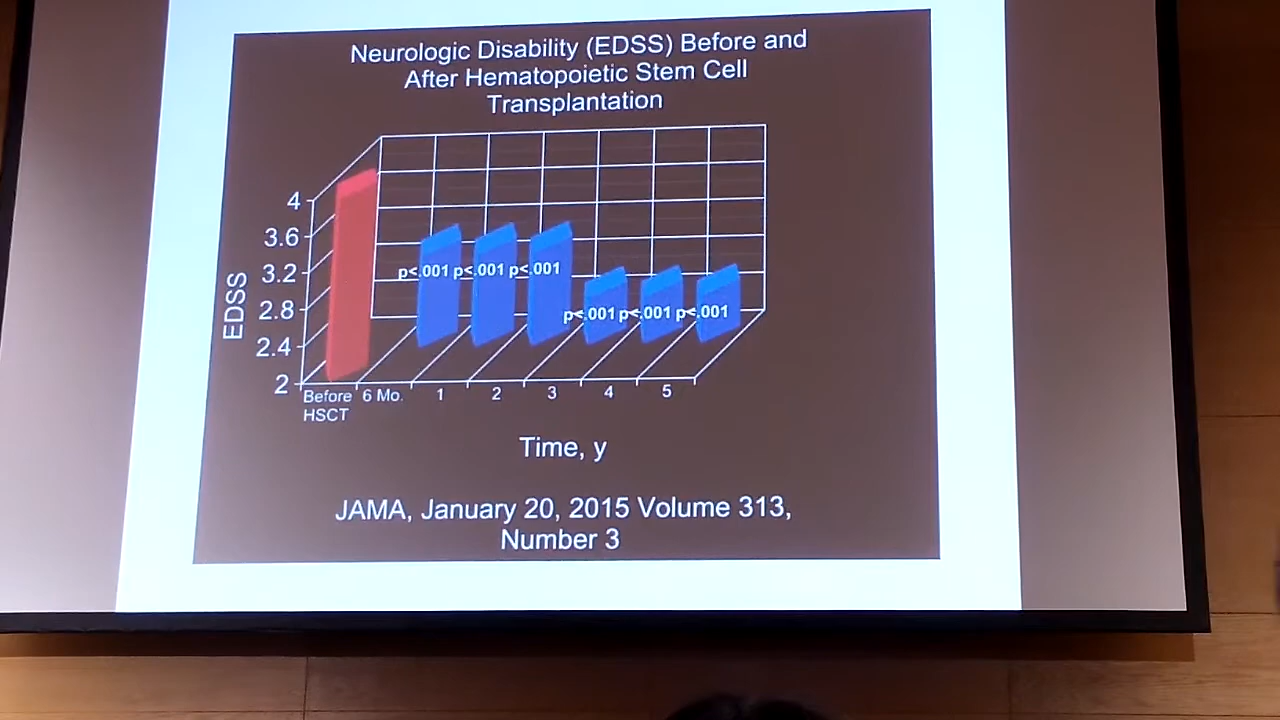 Neurologic Disability (EDSS) Before and
After Hematopoietic Stem Cell
Transplantation
4
3.6
3.2
2.8
2.4
2
EDSS
p<.001 p<.001 p<.001
p<.001 p<.001 p<.001
Before 6 Mo. 1 2 3 4 5
HSCT
Time, y
JAMA, January 20, 2015 Volume 313,
Number 3